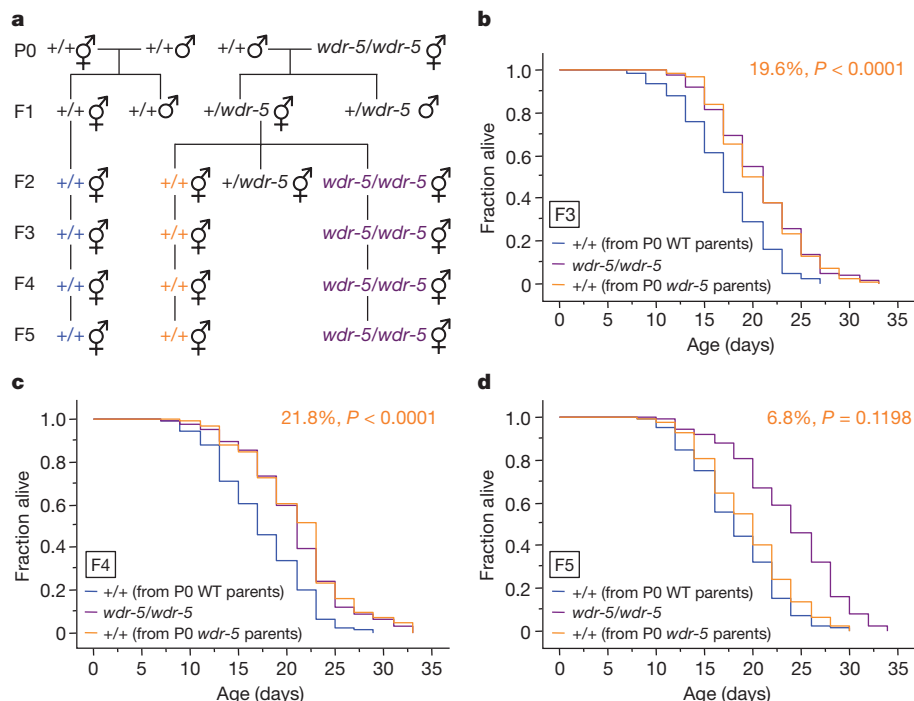 a
P0 +/+ ⚥ +/+ ♂ +/+ ♂ wdr-5/wdr-5 ⚥
F1 +/+ ⚥ +/+ ♂ +/wdr-5 ⚥ +/wdr-5 ♂
F2 +/+ ⚥ +/+ ⚥ +/wdr-5 ⚥ wdr-5/wdr-5 ⚥
F3 +/+ ⚥ +/+ ⚥ wdr-5/wdr-5 ⚥
F4 +/+ ⚥ +/+ ⚥ wdr-5/wdr-5 ⚥
F5 +/+ ⚥ +/+ ⚥ wdr-5/wdr-5 ⚥
b
19.6%, P < 0.0001
Fraction alive
1.0
0.8
0.6
0.4
0.2
0
F3
+/+ (from P0 WT parents)
wdr-5/wdr-5
+/+ (from P0 wdr-5 parents)
0 5 10 15 20 25 30 35
Age (days)
c
21.8%, P < 0.0001
Fraction alive
1.0
0.8
0.6
0.4
0.2
0
F4
+/+ (from P0 WT parents)
wdr-5/wdr-5
+/+ (from P0 wdr-5 parents)
0 5 10 15 20 25 30 35
Age (days)
d
6.8%, P = 0.1198
Fraction alive
1.0
0.8
0.6
0.4
0.2
0
F5
+/+ (from P0 WT parents)
wdr-5/wdr-5
+/+ (from P0 wdr-5 parents)
0 5 10 15 20 25 30 35
Age (days)